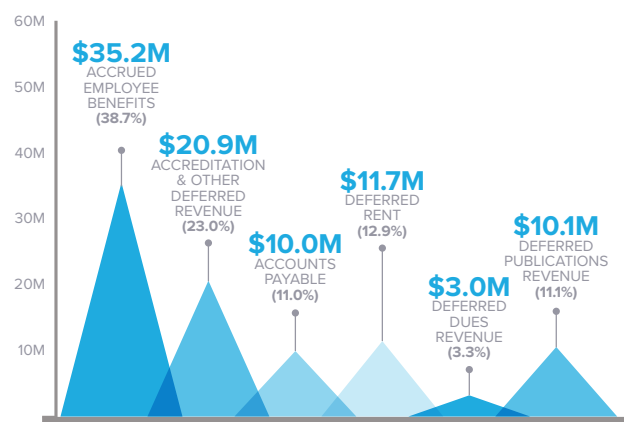 60M
50M
40M
30M
20M
10M
$35.2M
ACCRUED
EMPLOYEE
BENEFITS
(38.7%)
$20.9M
ACCREDITATION
& OTHER
DEFERRED
REVENUE
(23.0%)
$10.0M
ACCOUNTS
PAYABLE
(11.0%)
$11.7M
DEFERRED
RENT
(12.9%)
$3.0M
DEFERRED
DUES
REVENUE
(3.3%)
$10.1M
DEFERRED
PUBLICATIONS
REVENUE
(11.1%)